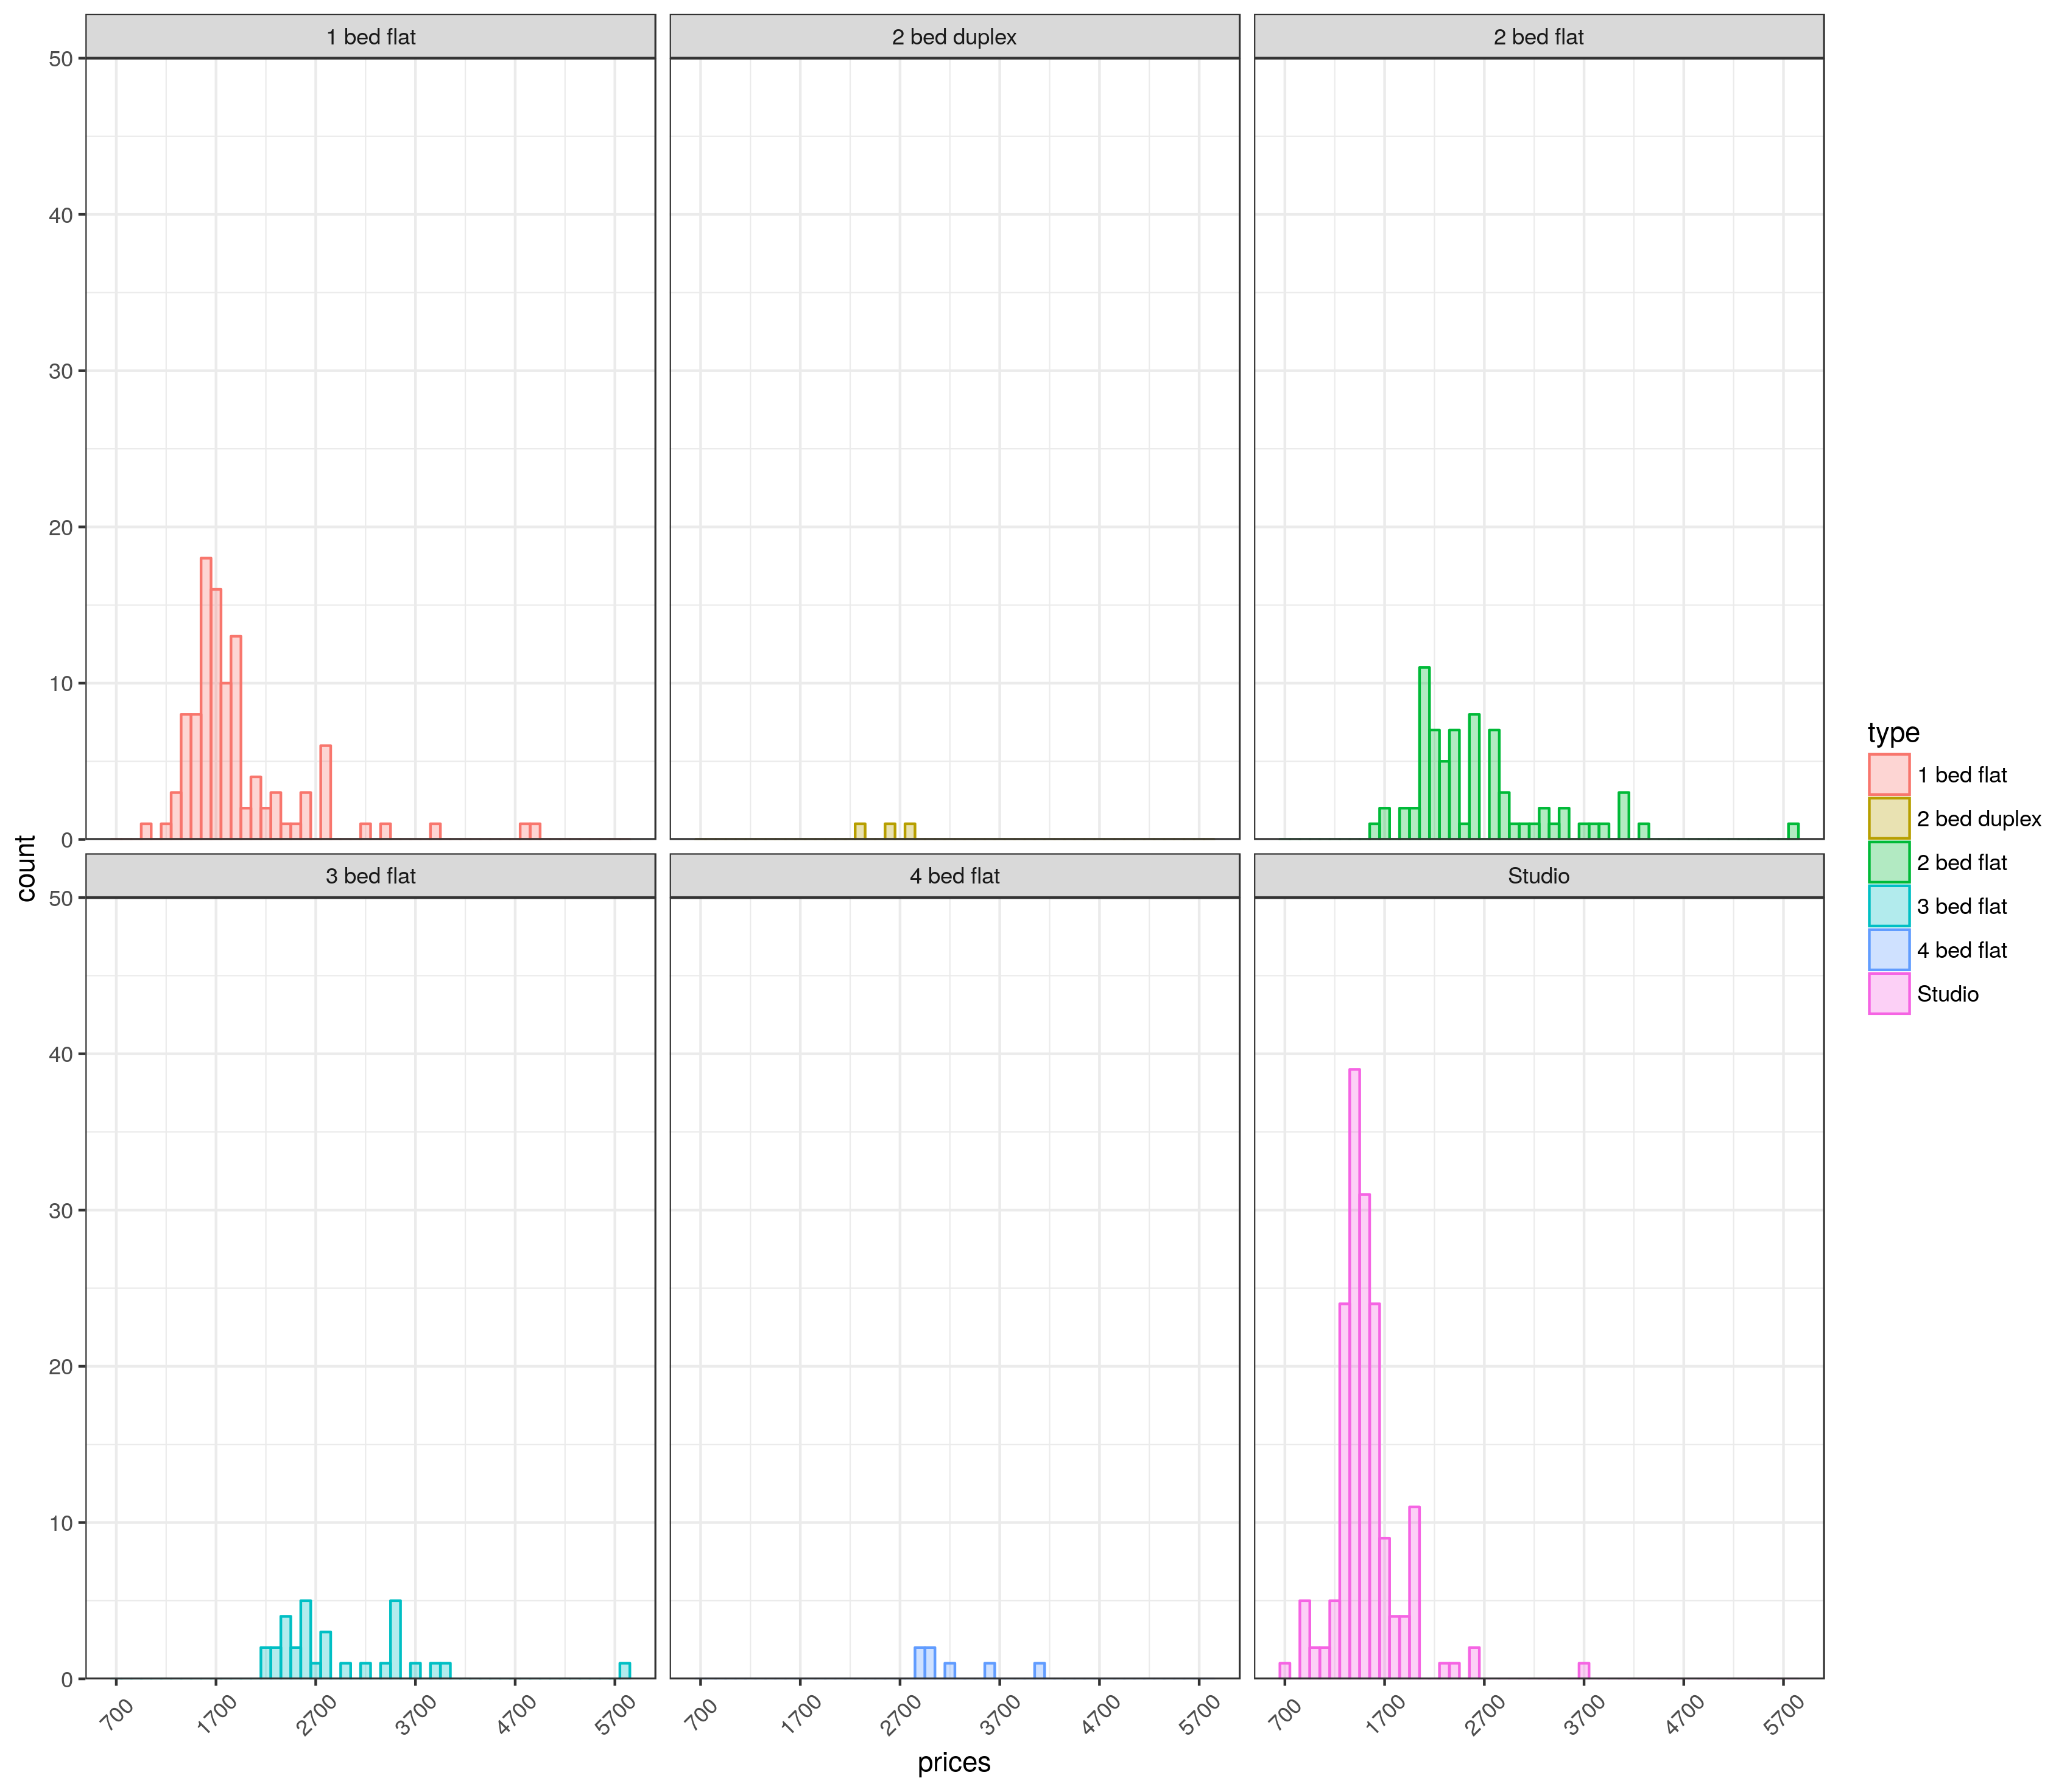 1 bed flat
2 bed duplex
2 bed flat
50
40
30
20
10
0
3 bed flat
4 bed flat
Studio
50
40
30
20
10
0
700
1700
2700
3700
4700
5700
700
1700
2700
3700
4700
5700
700
1700
2700
3700
4700
5700
prices
count
type
1 bed flat
2 bed duplex
2 bed flat
3 bed flat
4 bed flat
Studio